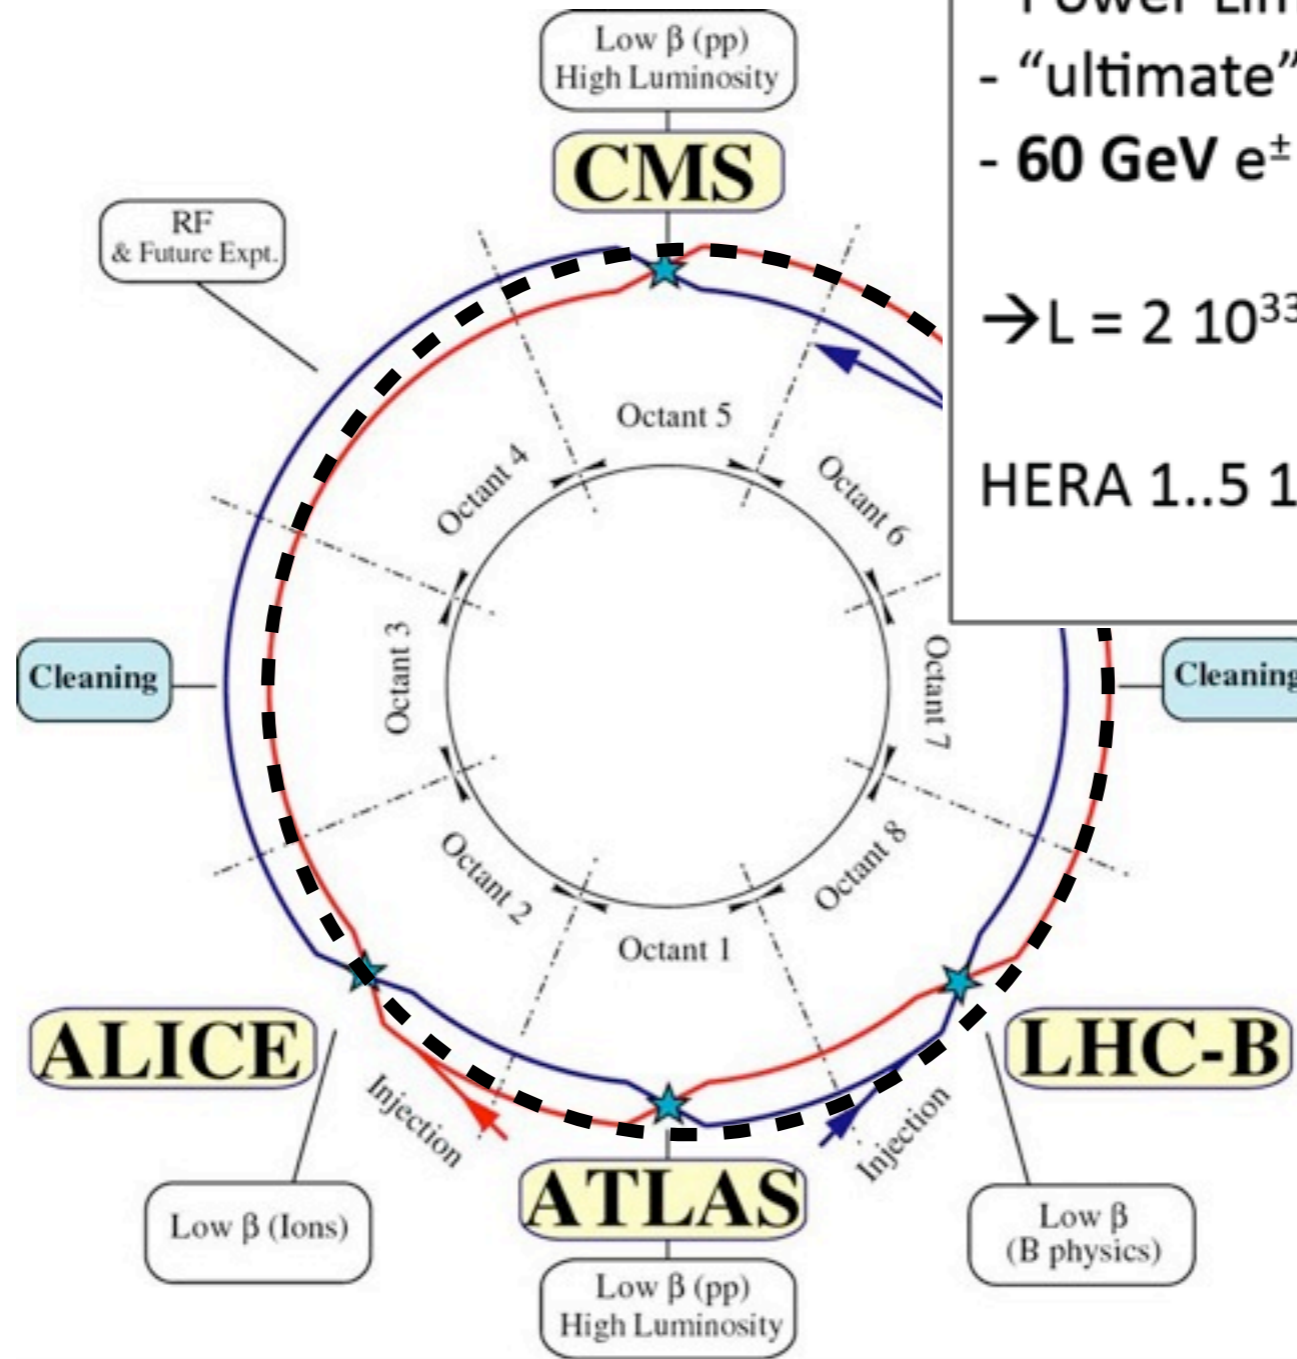 Low β (pp)
High Luminosity
CMS
RF
& Future Expt.
- “ultimate”
- 60 GeV e±
→L = 2 10³³
HERA 1..5 1
Octant 5
Octant 4
Octant 6
Octant 3
Octant 7
Cleaning
Cleaning
Octant 2
Octant 8
Octant 1
ALICE
LHC-B
Injection
Injection
ATLAS
Low β (Ions)
Low β
(B physics)
Low β (pp)
High Luminosity